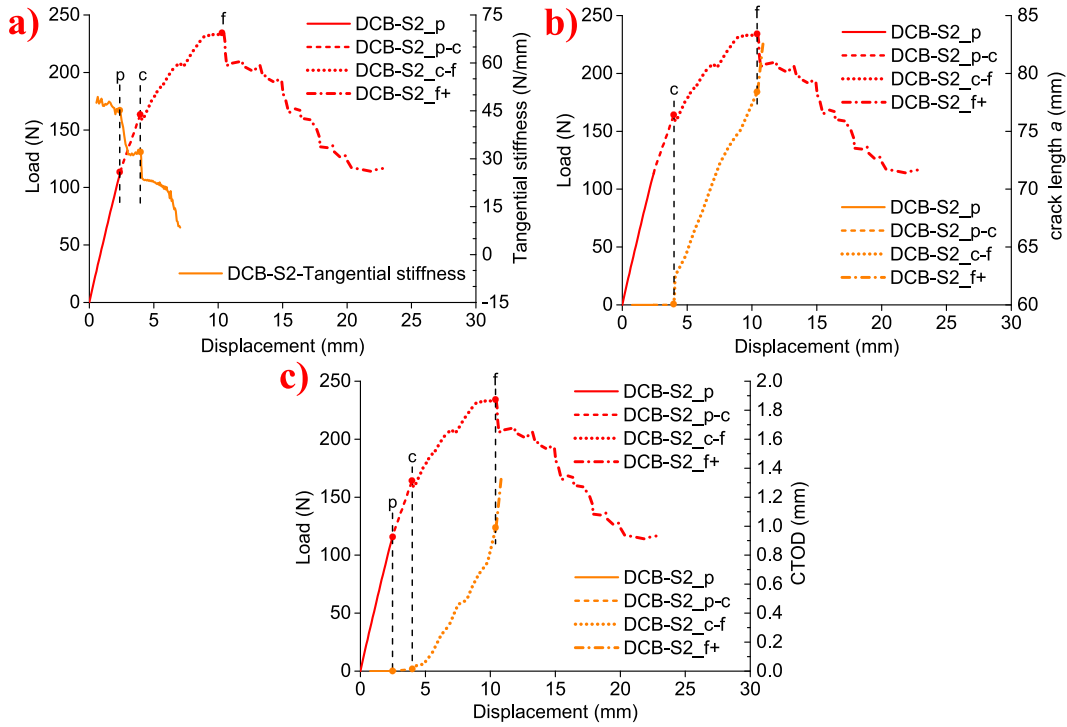 a)
Load (N)
250
200
150
100
50
0
0 5 10 15 20 25 30
Displacement (mm)
75
60
45
30
15
0
-15
Tangential stiffness (N/mm)
p
c
f
DCB-S2_p
DCB-S2_p-c
DCB-S2_c-f
DCB-S2_f+
DCB-S2-Tangential stiffness
b)
Load (N)
250
200
150
100
50
0
0 5 10 15 20 25 30
Displacement (mm)
85
80
75
70
65
60
crack length a (mm)
c
f
DCB-S2_p
DCB-S2_p-c
DCB-S2_c-f
DCB-S2_f+
DCB-S2_p
DCB-S2_p-c
DCB-S2_c-f
DCB-S2_f+
c)
Load (N)
250
200
150
100
50
0
0 5 10 15 20 25 30
Displacement (mm)
2.0
1.8
1.6
1.4
1.2
1.0
0.8
0.6
0.4
0.2
0.0
CTOD (mm)
p
c
f
DCB-S2_p
DCB-S2_p-c
DCB-S2_c-f
DCB-S2_f+
DCB-S2_p
DCB-S2_p-c
DCB-S2_c-f
DCB-S2_f+